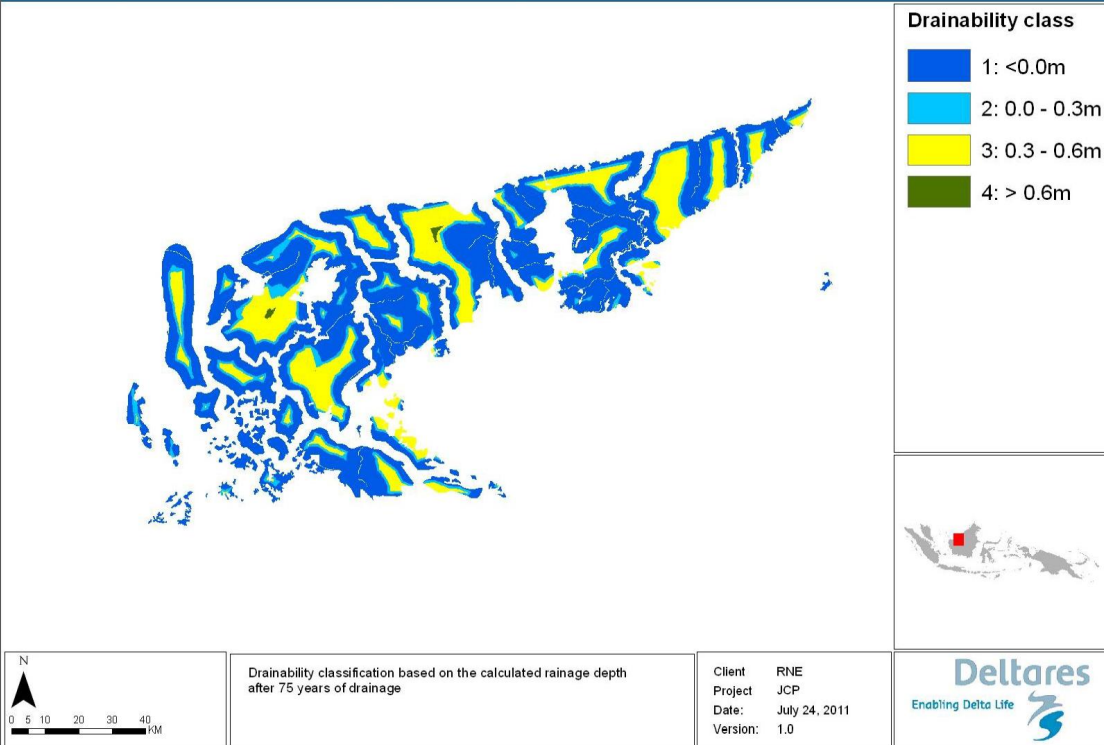 Drainability class
1: <0.0m
2: 0.0 - 0.3m
3: 0.3 - 0.6m
4: > 0.6m
N
0 5 10 20 30 40
KM
Drainability classification based on the calculated rainage depth
after 75 years of drainage
Client RNE
Project JCP
Date: July 24, 2011
Version: 1.0
Deltares
Enabling Delta Life